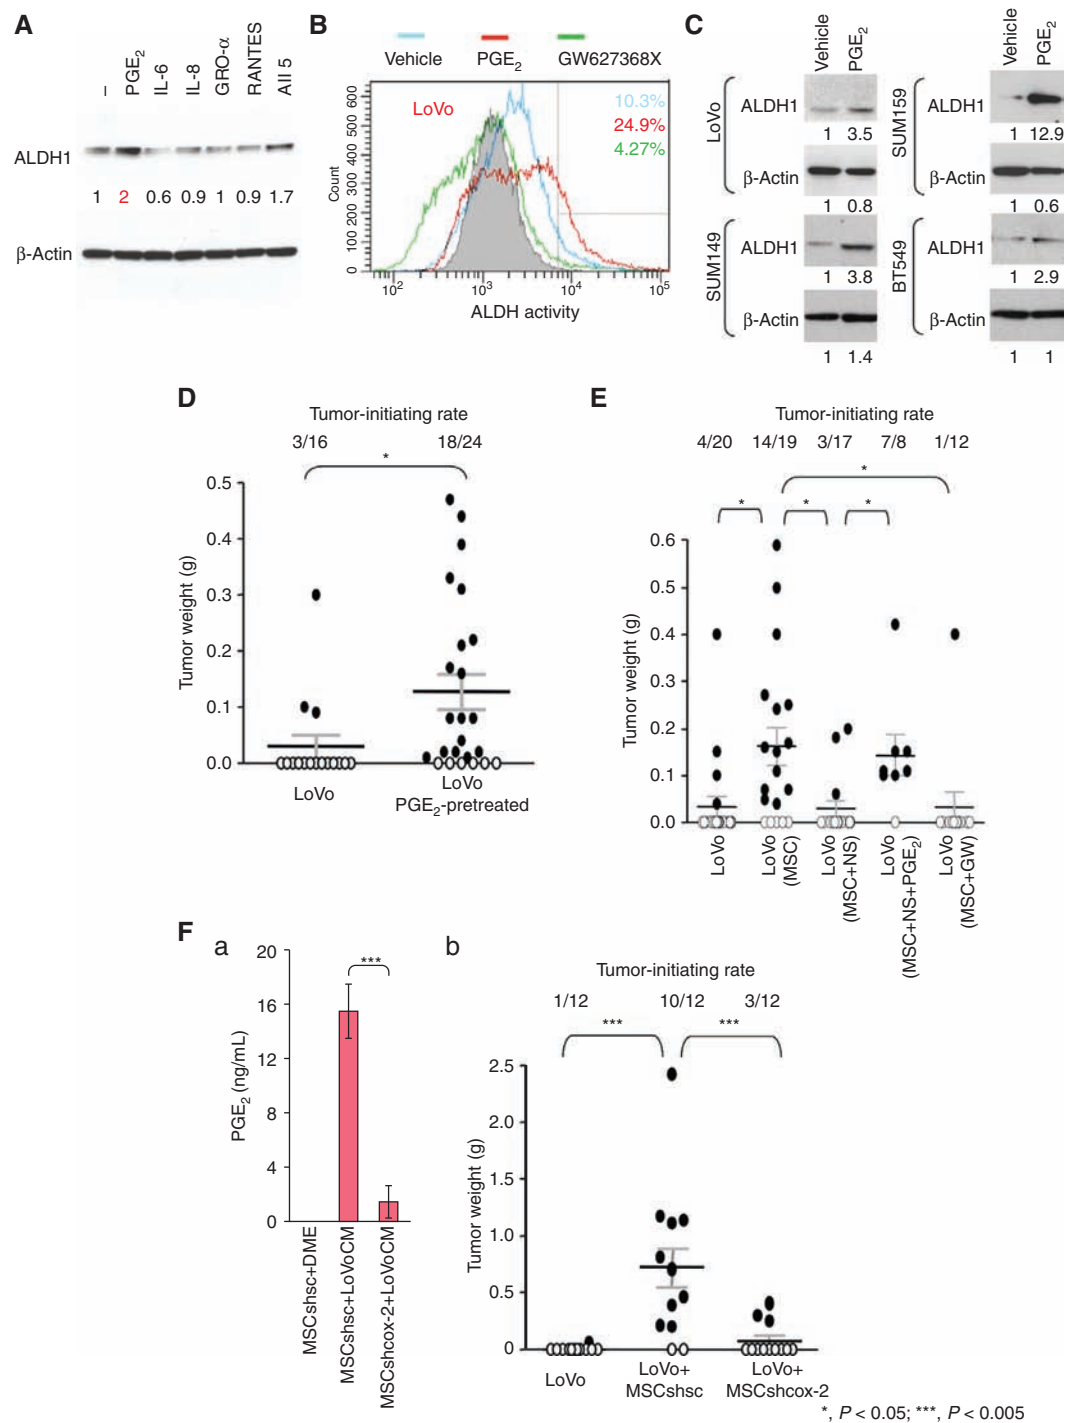 A
–
PGE2
IL-6
IL-8
GRO-α
RANTES
All 5
ALDH1
1 2 0.6 0.9 1 0.9 1.7
β-Actin
B
Vehicle PGE2 GW627368X
LoVo
10.3%
24.9%
4.27%
Count
600
500
400
300
200
100
0
10^2 10^3 10^4 10^5
ALDH activity
C
Vehicle
PGE2
LoVo
ALDH1
1 3.5
β-Actin
1 0.8
SUM149
ALDH1
1 3.8
β-Actin
1 1.4
Vehicle
PGE2
SUM159
ALDH1
1 12.9
β-Actin
1 0.6
BT549
ALDH1
1 2.9
β-Actin
1 1
D
Tumor-initiating rate
3/16 18/24
*
Tumor weight (g)
0.5
0.4
0.3
0.2
0.1
0.0
LoVo
LoVo
PGE2-pretreated
E
Tumor-initiating rate
4/20 14/19 3/17 7/8 1/12
*
* * *
Tumor weight (g)
0.6
0.5
0.4
0.3
0.2
0.1
0.0
LoVo
LoVo
(MSC)
LoVo
(MSC+NS)
LoVo
(MSC+NS+PGE2)
LoVo
(MSC+GW)
F
a
PGE2 (ng/mL)
20
16
12
8
4
0
***
MSCshsc+DME
MSCshsc+LoVoCM
MSCshcox-2+LoVoCM
b
Tumor-initiating rate
1/12 10/12 3/12
*** ***
Tumor weight (g)
2.5
2.0
1.5
1.0
0.5
0
LoVo
LoVo+
MSCshsc
LoVo+
MSCshcox-2
*, P < 0.05; ***, P < 0.005